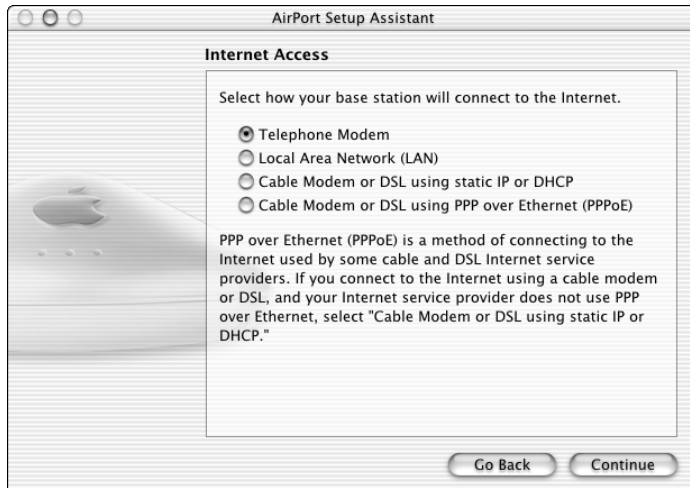 AirPort Setup Assistant
Internet Access
Select how your base station will connect to the Internet.
Telephone Modem
Local Area Network (LAN)
Cable Modem or DSL using static IP or DHCP
Cable Modem or DSL using PPP over Ethernet (PPPoE)
PPP over Ethernet (PPPoE) is a method of connecting to the
Internet used by some cable and DSL Internet service
providers. If you connect to the Internet using a cable modem
or DSL, and your Internet service provider does not use PPP
over Ethernet, select "Cable Modem or DSL using static IP or
DHCP."
Go Back
Continue